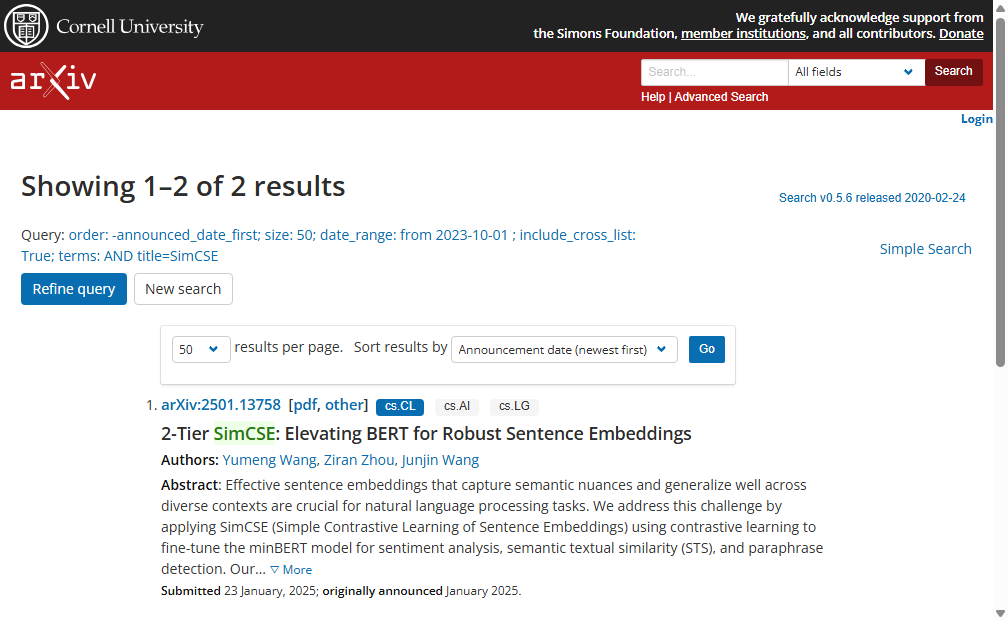 Cornell University
We gratefully acknowledge support from
the Simons Foundation, member institutions, and all contributors. Donate
arXiv
Search...
All fields
Search
Help | Advanced Search
Login
Showing 1–2 of 2 results
Search v0.5.6 released 2020-02-24
Query: order: -announced_date_first; size: 50; date_range: from 2023-10-01 ; include_cross_list:
True; terms: AND title=SimCSE
Simple Search
Refine query
New search
50 results per page. Sort results by Announcement date (newest first) Go
1. arXiv:2501.13758 [pdf, other] cs.CL cs.AI cs.LG
2-Tier SimCSE: Elevating BERT for Robust Sentence Embeddings
Authors: Yumeng Wang, Ziran Zhou, Junjin Wang
Abstract: Effective sentence embeddings that capture semantic nuances and generalize well across
diverse contexts are crucial for natural language processing tasks. We address this challenge by
applying SimCSE (Simple Contrastive Learning of Sentence Embeddings) using contrastive learning to
fine-tune the minBERT model for sentiment analysis, semantic textual similarity (STS), and paraphrase
detection. Our… ▽ More
Submitted 23 January, 2025; originally announced January 2025.